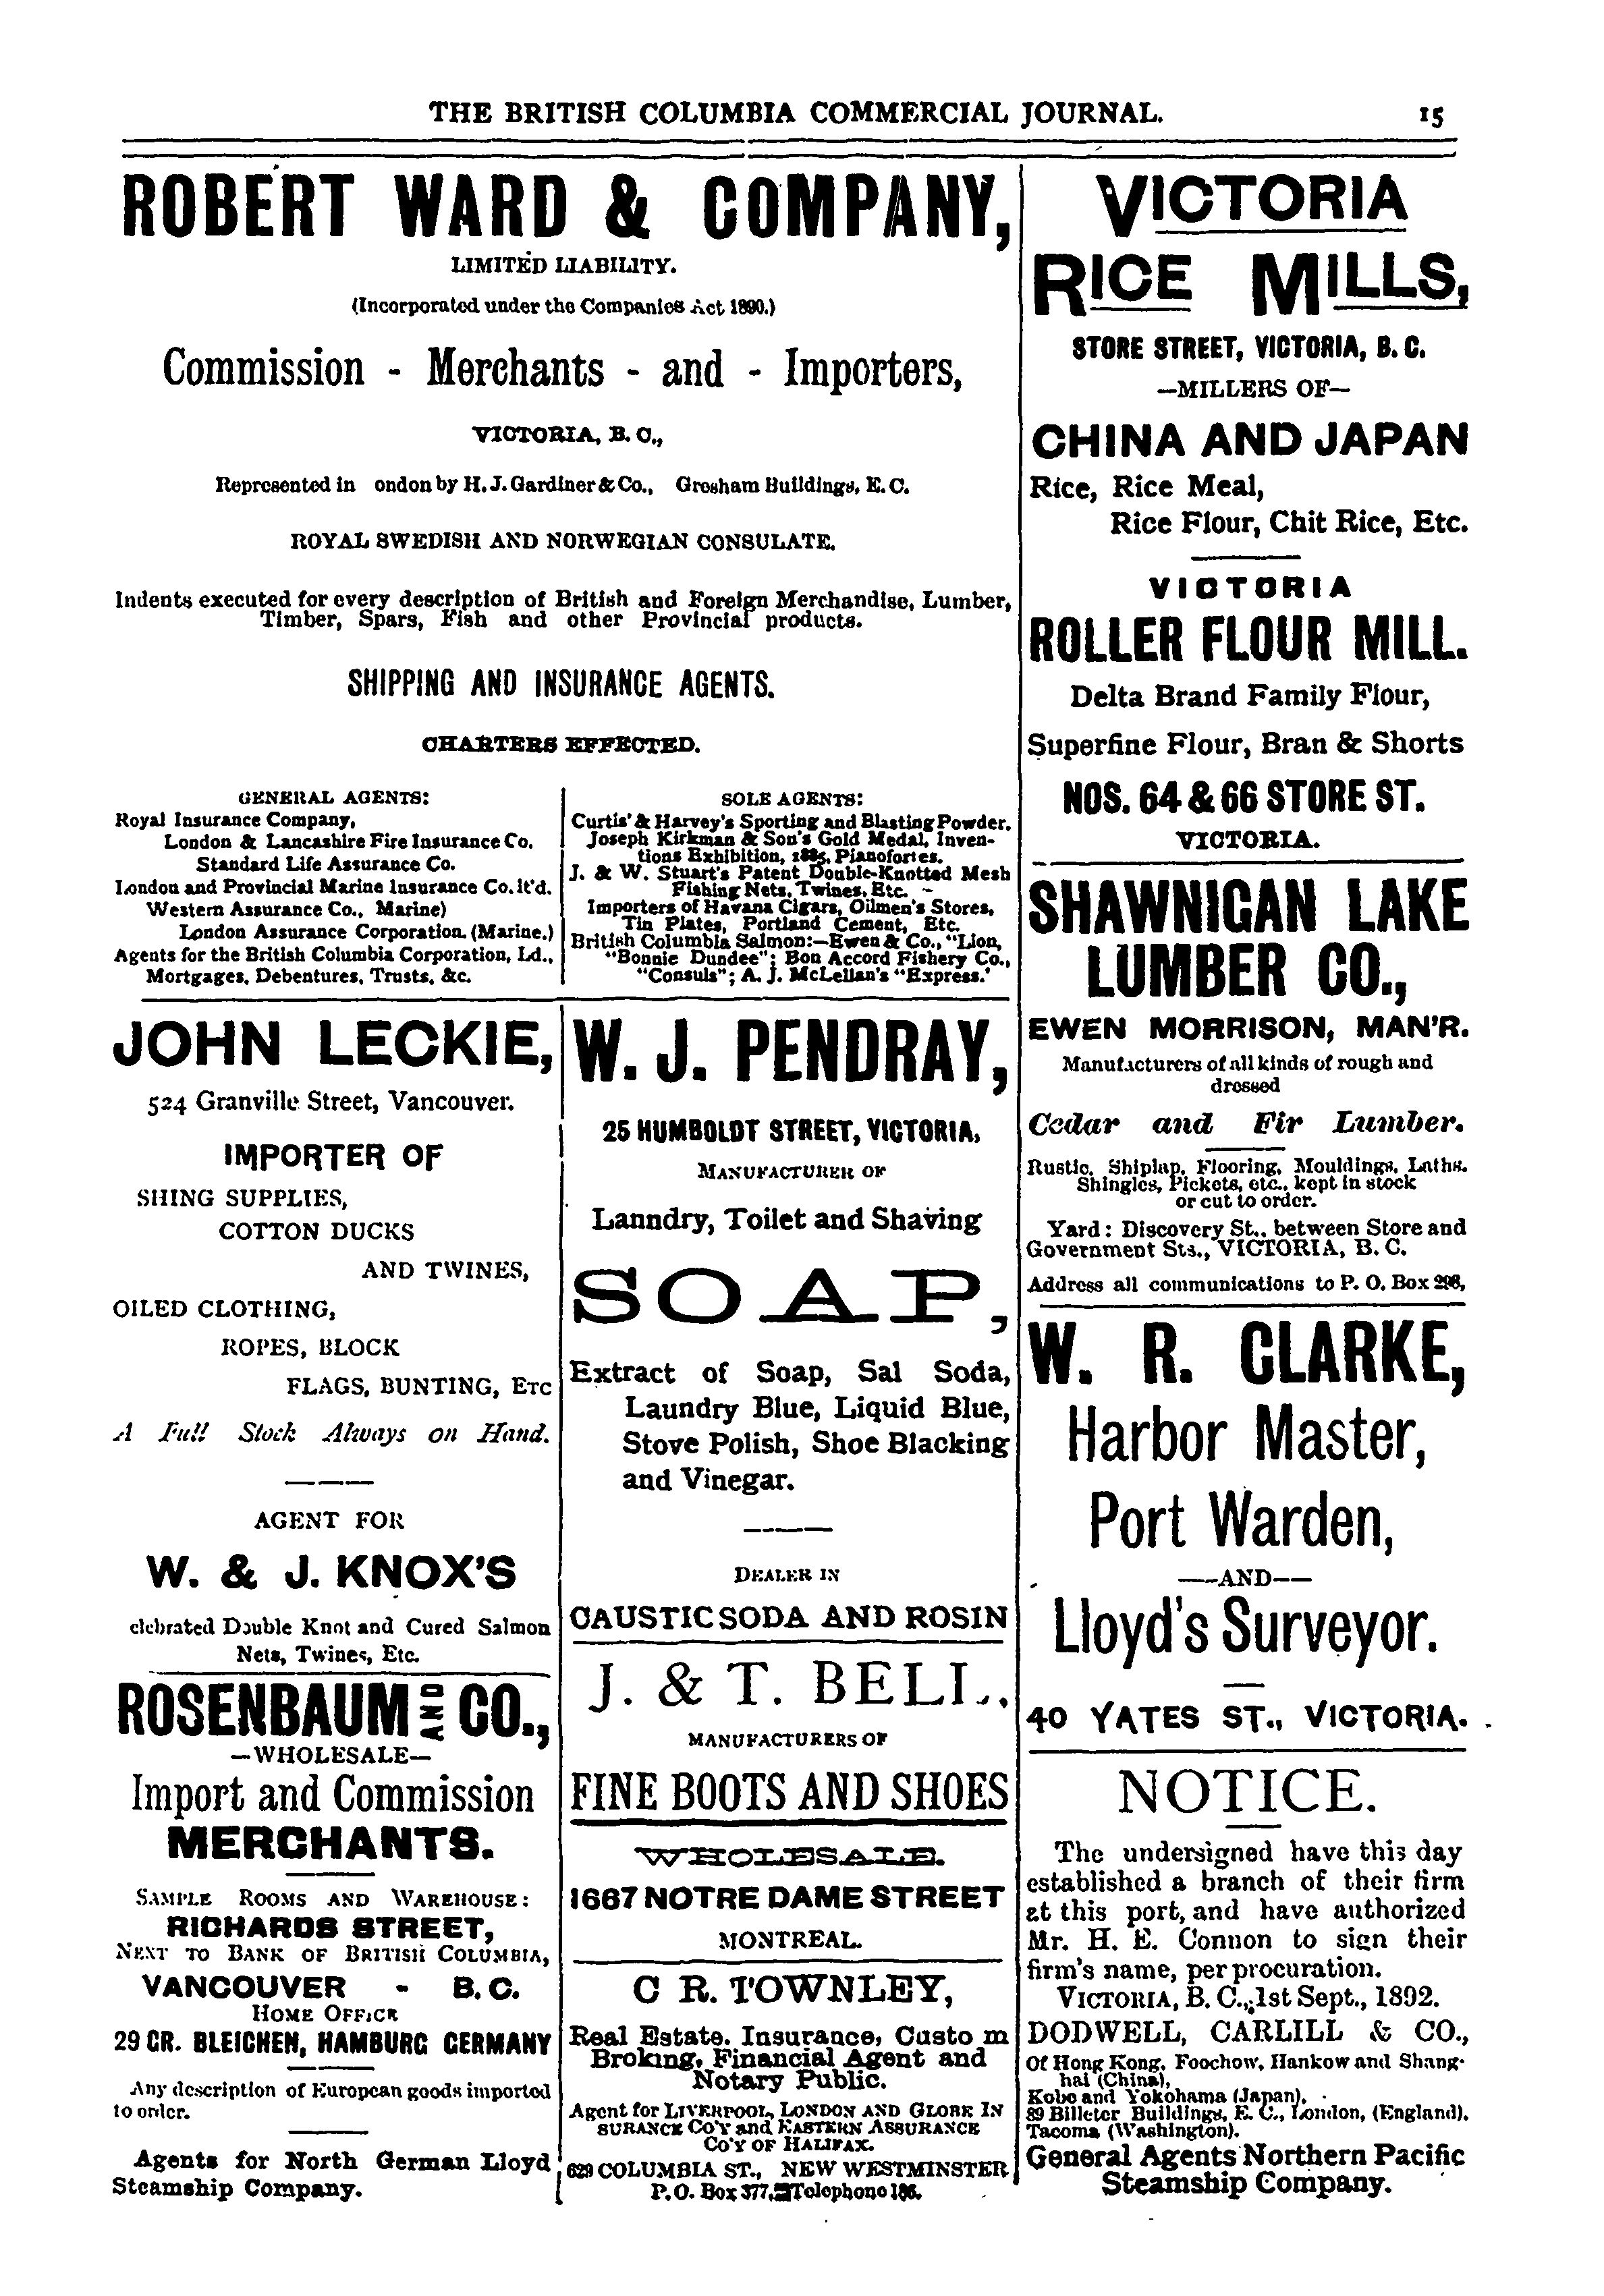 THE BRITISH COLUMBIA COMMERCIAL JOURNAL.
15
ROBERT WARD & COMPANY,
LIMITED LIABILITY.
(Incorporated under the Companies Act 1890.)
Commission - Merchants - and - Importers,
VICTORIA, B. C.,
Represented in ondon by H. J. Gardiner & Co., Gresham Buildings, E. C.
ROYAL SWEDISH AND NORWEGIAN CONSULATE.
Indents executed for every description of British and Foreign Merchandise, Lumber,
Timber, Spars, Fish and other Provincial products.
SHIPPING AND INSURANCE AGENTS.
CHARTERS EFFECTED.
GENERAL AGENTS:
Royal Insurance Company,
London & Lancashire Fire Insurance Co.
Standard Life Assurance Co.
London and Provincial Marine Insurance Co. lt'd.
Western Assurance Co., Marine)
London Assurance Corporation. (Marine.)
Agents for the British Columbia Corporation, Ld.,
Mortgages, Debentures, Trusts, &c.
SOLE AGENTS:
Curtis' & Harvey's Sporting and Blasting Powder.
Joseph Kirkman & Son's Gold Medal, Inven-
tions Exhibition, 1885, Pianofortes.
J. & W. Stuart's Patent Double-Knotted Mesh
Fishing Nets, Twines, Etc.
Importers of Havana Cigars, Oilmen's Stores,
Tin Plates, Portland Cement, Etc.
British Columbia Salmon:—Ewen & Co., "Lion,
"Bonnie Dundee"; Bon Accord Fishery Co.,
"Consuls"; A. J. McLellan's "Express.'
JOHN LECKIE,
524 Granville Street, Vancouver.
IMPORTER OF
SHING SUPPLIES,
COTTON DUCKS
AND TWINES,
OILED CLOTHING,
ROPES, BLOCK
FLAGS, BUNTING, ETC
A Full Stock Always on Hand.
AGENT FOR
W. & J. KNOX'S
elebrated Double Knot and Cured Salmon
Nets, Twines, Etc.
ROSENBAUM AND CO.,
—WHOLESALE—
Import and Commission
MERCHANTS.
SAMPLE ROOMS AND WAREHOUSE:
RICHARDS STREET,
NEXT TO BANK OF BRITISH COLUMBIA,
VANCOUVER - B. C.
HOME OFFICE
29 GR. BLEICHEN, HAMBURG GERMANY
Any description of European goods imported
to order.
Agents for North German Lloyd
Steamship Company.
W. J. PENDRAY,
25 HUMBOLDT STREET, VICTORIA,
MANUFACTURER OF
Lanndry, Toilet and Shaving
SOAP,
Extract of Soap, Sal Soda,
Laundry Blue, Liquid Blue,
Stove Polish, Shoe Blacking
and Vinegar.
DEALER IN
CAUSTIC SODA AND ROSIN
J. & T. BELL,
MANUFACTURERS OF
FINE BOOTS AND SHOES
WHOLESALE.
1667 NOTRE DAME STREET
MONTREAL.
C R. TOWNLEY,
Real Estate. Insurance, Custo m
Broking, Financial Agent and
Notary Public.
Agent for LIVERPOOL, LONDON AND GLOBE IN
SURANCE CO'Y and EASTERN ASSURANCE
CO'Y OF HALIFAX.
629 COLUMBIA ST., NEW WESTMINSTER
P. O. Box 377. Telephone 186.
VICTORIA
RICE MILLS,
STORE STREET, VICTORIA, B. C.
—MILLERS OF—
CHINA AND JAPAN
Rice, Rice Meal,
Rice Flour, Chit Rice, Etc.
VICTORIA
ROLLER FLOUR MILL.
Delta Brand Family Flour,
Superfine Flour, Bran & Shorts
NOS. 64 & 66 STORE ST.
VICTORIA.
SHAWNIGAN LAKE
LUMBER CO.,
EWEN MORRISON, MAN'R.
Manufacturers of all kinds of rough and
dressed
Cedar and Fir Lumber.
Rustic, Shiplap, Flooring, Mouldings, Laths.
Shingles, Pickets, etc., kept in stock
or cut to order.
Yard: Discovery St., between Store and
Government Sts., VICTORIA, B. C.
Address all communications to P. O. Box 298,
W. R. CLARKE,
Harbor Master,
Port Warden,
——AND——
Lloyd's Surveyor.
40 YATES ST., VICTORIA.
NOTICE.
The undersigned have this day
established a branch of their firm
at this port, and have authorized
Mr. H. E. Connon to sign their
firm's name, per procuration.
VICTORIA, B. C., 1st Sept., 1892.
DODWELL, CARLILL & CO.,
Of Hong Kong, Foochow, Hankow and Shang-
hai (China),
Kobe and Yokohama (Japan),
89 Billeter Buildings, E. C., London, (England).
Tacoma (Washington).
General Agents Northern Pacific
Steamship Company.